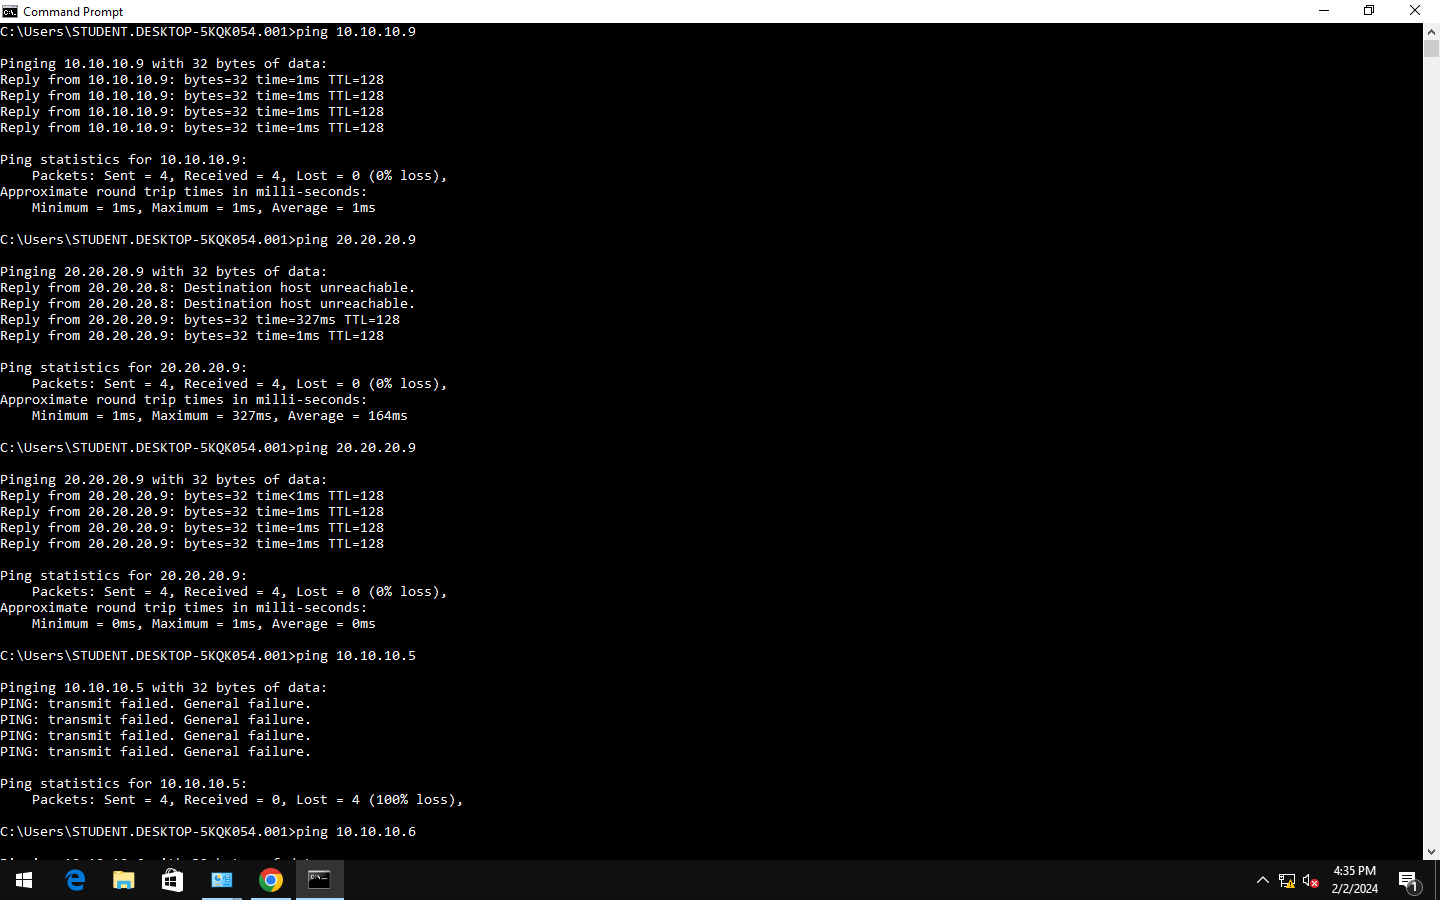 Command Prompt
C:\Users\STUDENT.DESKTOP-5KQK054.001>ping 10.10.10.9
Pinging 10.10.10.9 with 32 bytes of data:
Reply from 10.10.10.9: bytes=32 time=1ms TTL=128
Reply from 10.10.10.9: bytes=32 time=1ms TTL=128
Reply from 10.10.10.9: bytes=32 time=1ms TTL=128
Reply from 10.10.10.9: bytes=32 time=1ms TTL=128
Ping statistics for 10.10.10.9:
    Packets: Sent = 4, Received = 4, Lost = 0 (0% loss),
Approximate round trip times in milli-seconds:
    Minimum = 1ms, Maximum = 1ms, Average = 1ms
C:\Users\STUDENT.DESKTOP-5KQK054.001>ping 20.20.20.9
Pinging 20.20.20.9 with 32 bytes of data:
Reply from 20.20.20.8: Destination host unreachable.
Reply from 20.20.20.8: Destination host unreachable.
Reply from 20.20.20.9: bytes=32 time=327ms TTL=128
Reply from 20.20.20.9: bytes=32 time=1ms TTL=128
Ping statistics for 20.20.20.9:
    Packets: Sent = 4, Received = 4, Lost = 0 (0% loss),
Approximate round trip times in milli-seconds:
    Minimum = 1ms, Maximum = 327ms, Average = 164ms
C:\Users\STUDENT.DESKTOP-5KQK054.001>ping 20.20.20.9
Pinging 20.20.20.9 with 32 bytes of data:
Reply from 20.20.20.9: bytes=32 time<1ms TTL=128
Reply from 20.20.20.9: bytes=32 time=1ms TTL=128
Reply from 20.20.20.9: bytes=32 time=1ms TTL=128
Reply from 20.20.20.9: bytes=32 time=1ms TTL=128
Ping statistics for 20.20.20.9:
    Packets: Sent = 4, Received = 4, Lost = 0 (0% loss),
Approximate round trip times in milli-seconds:
    Minimum = 0ms, Maximum = 1ms, Average = 0ms
C:\Users\STUDENT.DESKTOP-5KQK054.001>ping 10.10.10.5
Pinging 10.10.10.5 with 32 bytes of data:
PING: transmit failed. General failure.
PING: transmit failed. General failure.
PING: transmit failed. General failure.
PING: transmit failed. General failure.
Ping statistics for 10.10.10.5:
    Packets: Sent = 4, Received = 0, Lost = 4 (100% loss),
C:\Users\STUDENT.DESKTOP-5KQK054.001>ping 10.10.10.6
4:35 PM
2/2/2024
1